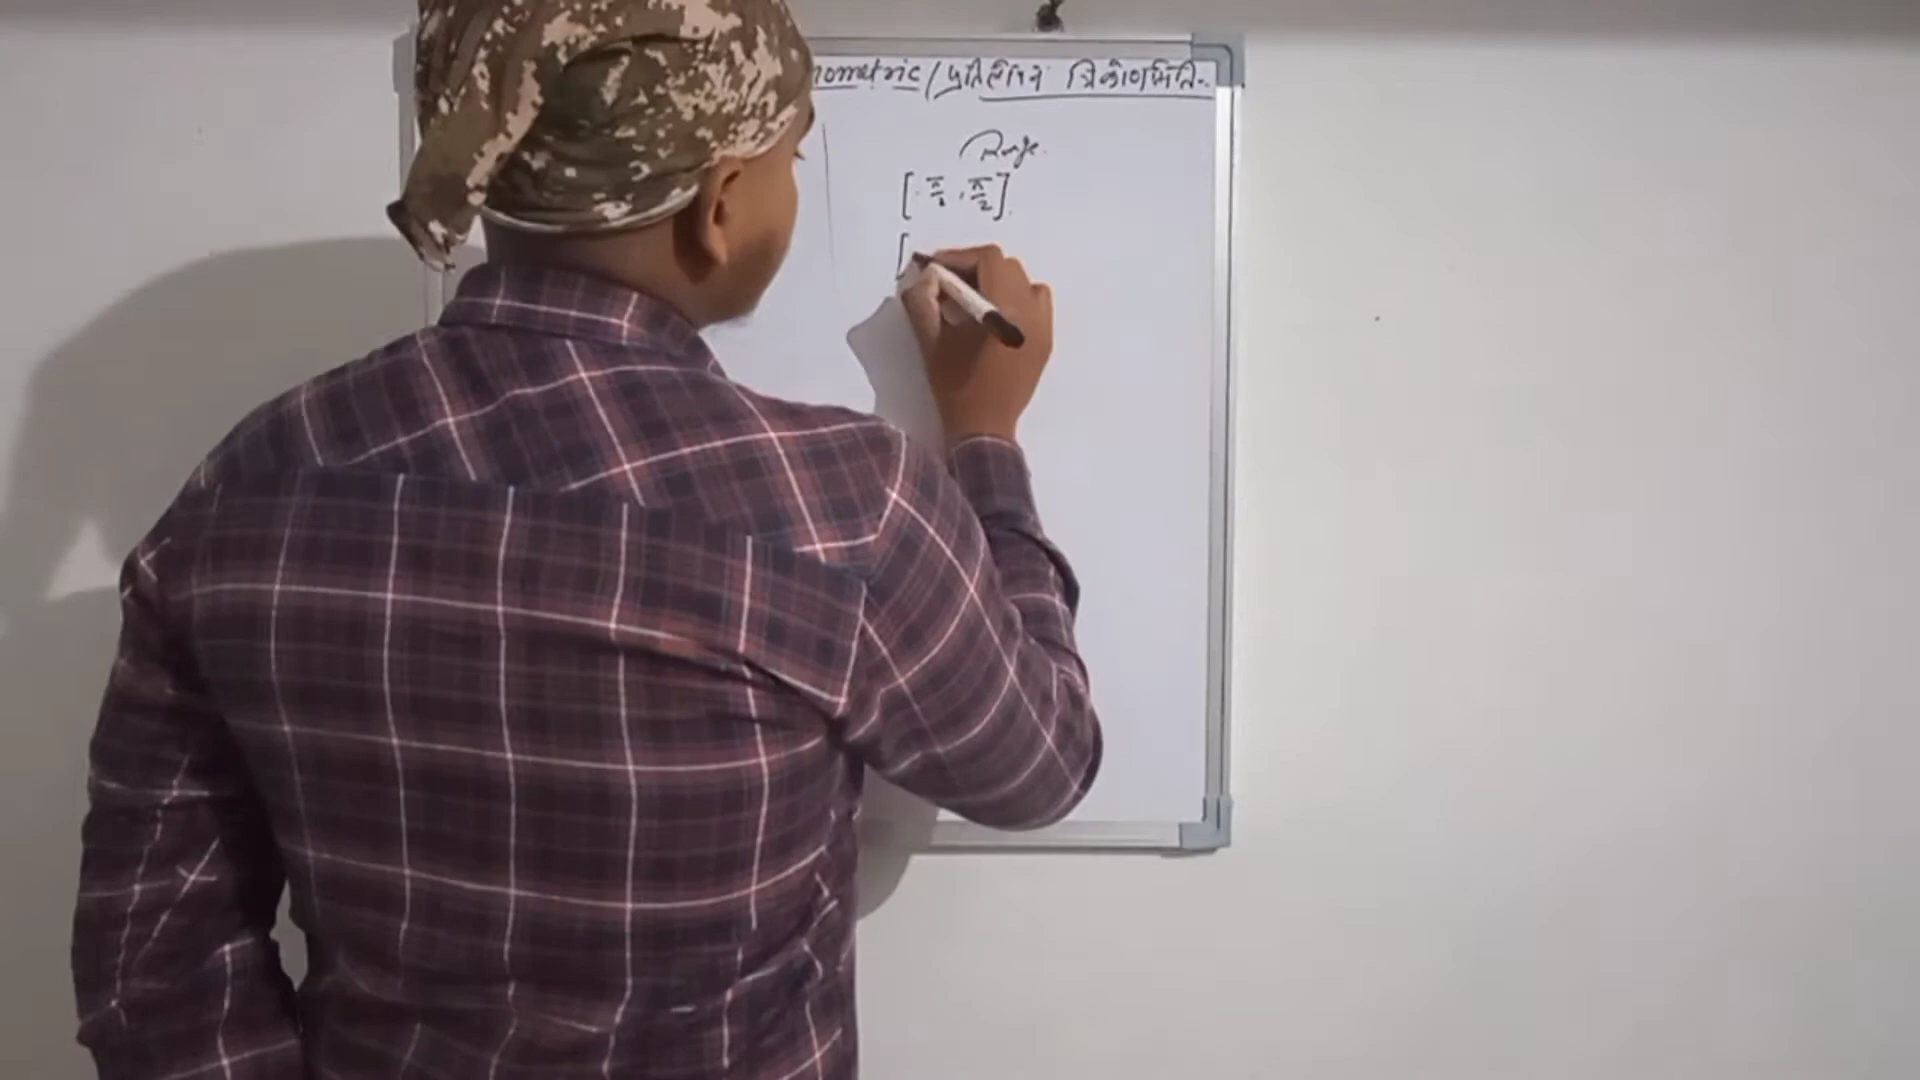 nometric / प्रतिलोम त्रिकोणमिति
Range.
[-π/2, π/2].
[